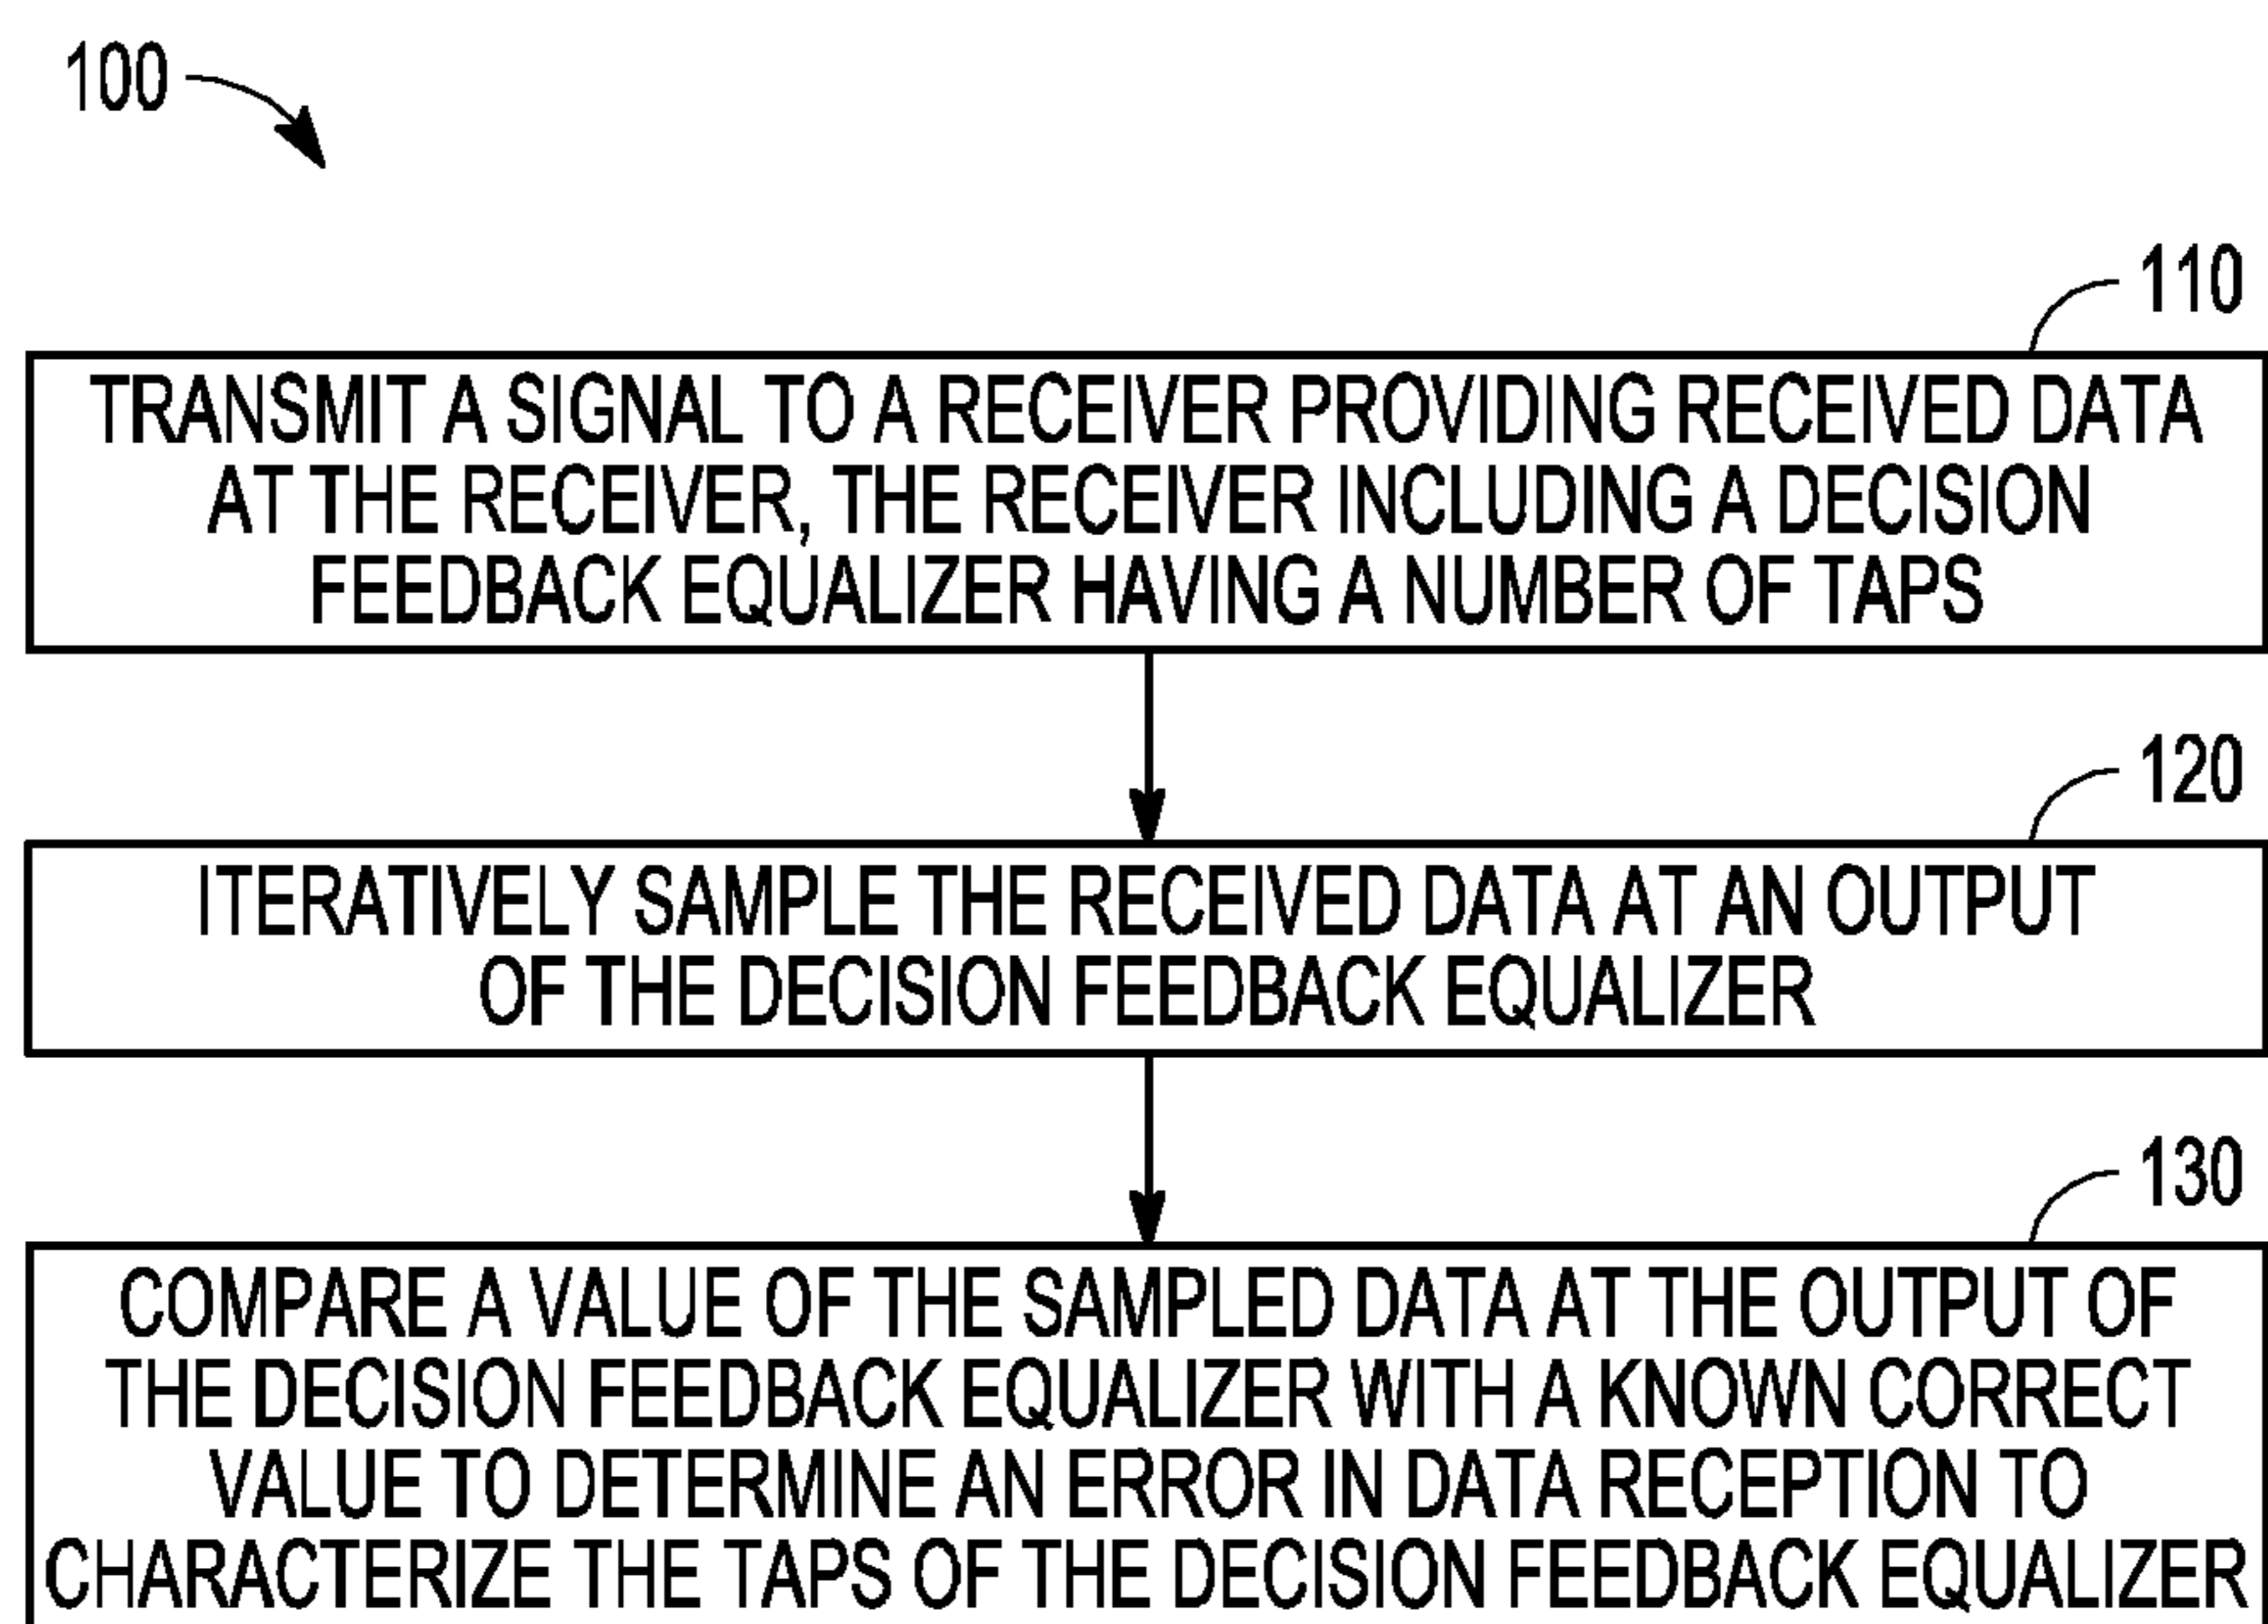 100
110
TRANSMIT A SIGNAL TO A RECEIVER PROVIDING RECEIVED DATA
AT THE RECEIVER, THE RECEIVER INCLUDING A DECISION
FEEDBACK EQUALIZER HAVING A NUMBER OF TAPS
120
ITERATIVELY SAMPLE THE RECEIVED DATA AT AN OUTPUT
OF THE DECISION FEEDBACK EQUALIZER
130
COMPARE A VALUE OF THE SAMPLED DATA AT THE OUTPUT OF
THE DECISION FEEDBACK EQUALIZER WITH A KNOWN CORRECT
VALUE TO DETERMINE AN ERROR IN DATA RECEPTION TO
CHARACTERIZE THE TAPS OF THE DECISION FEEDBACK EQUALIZER